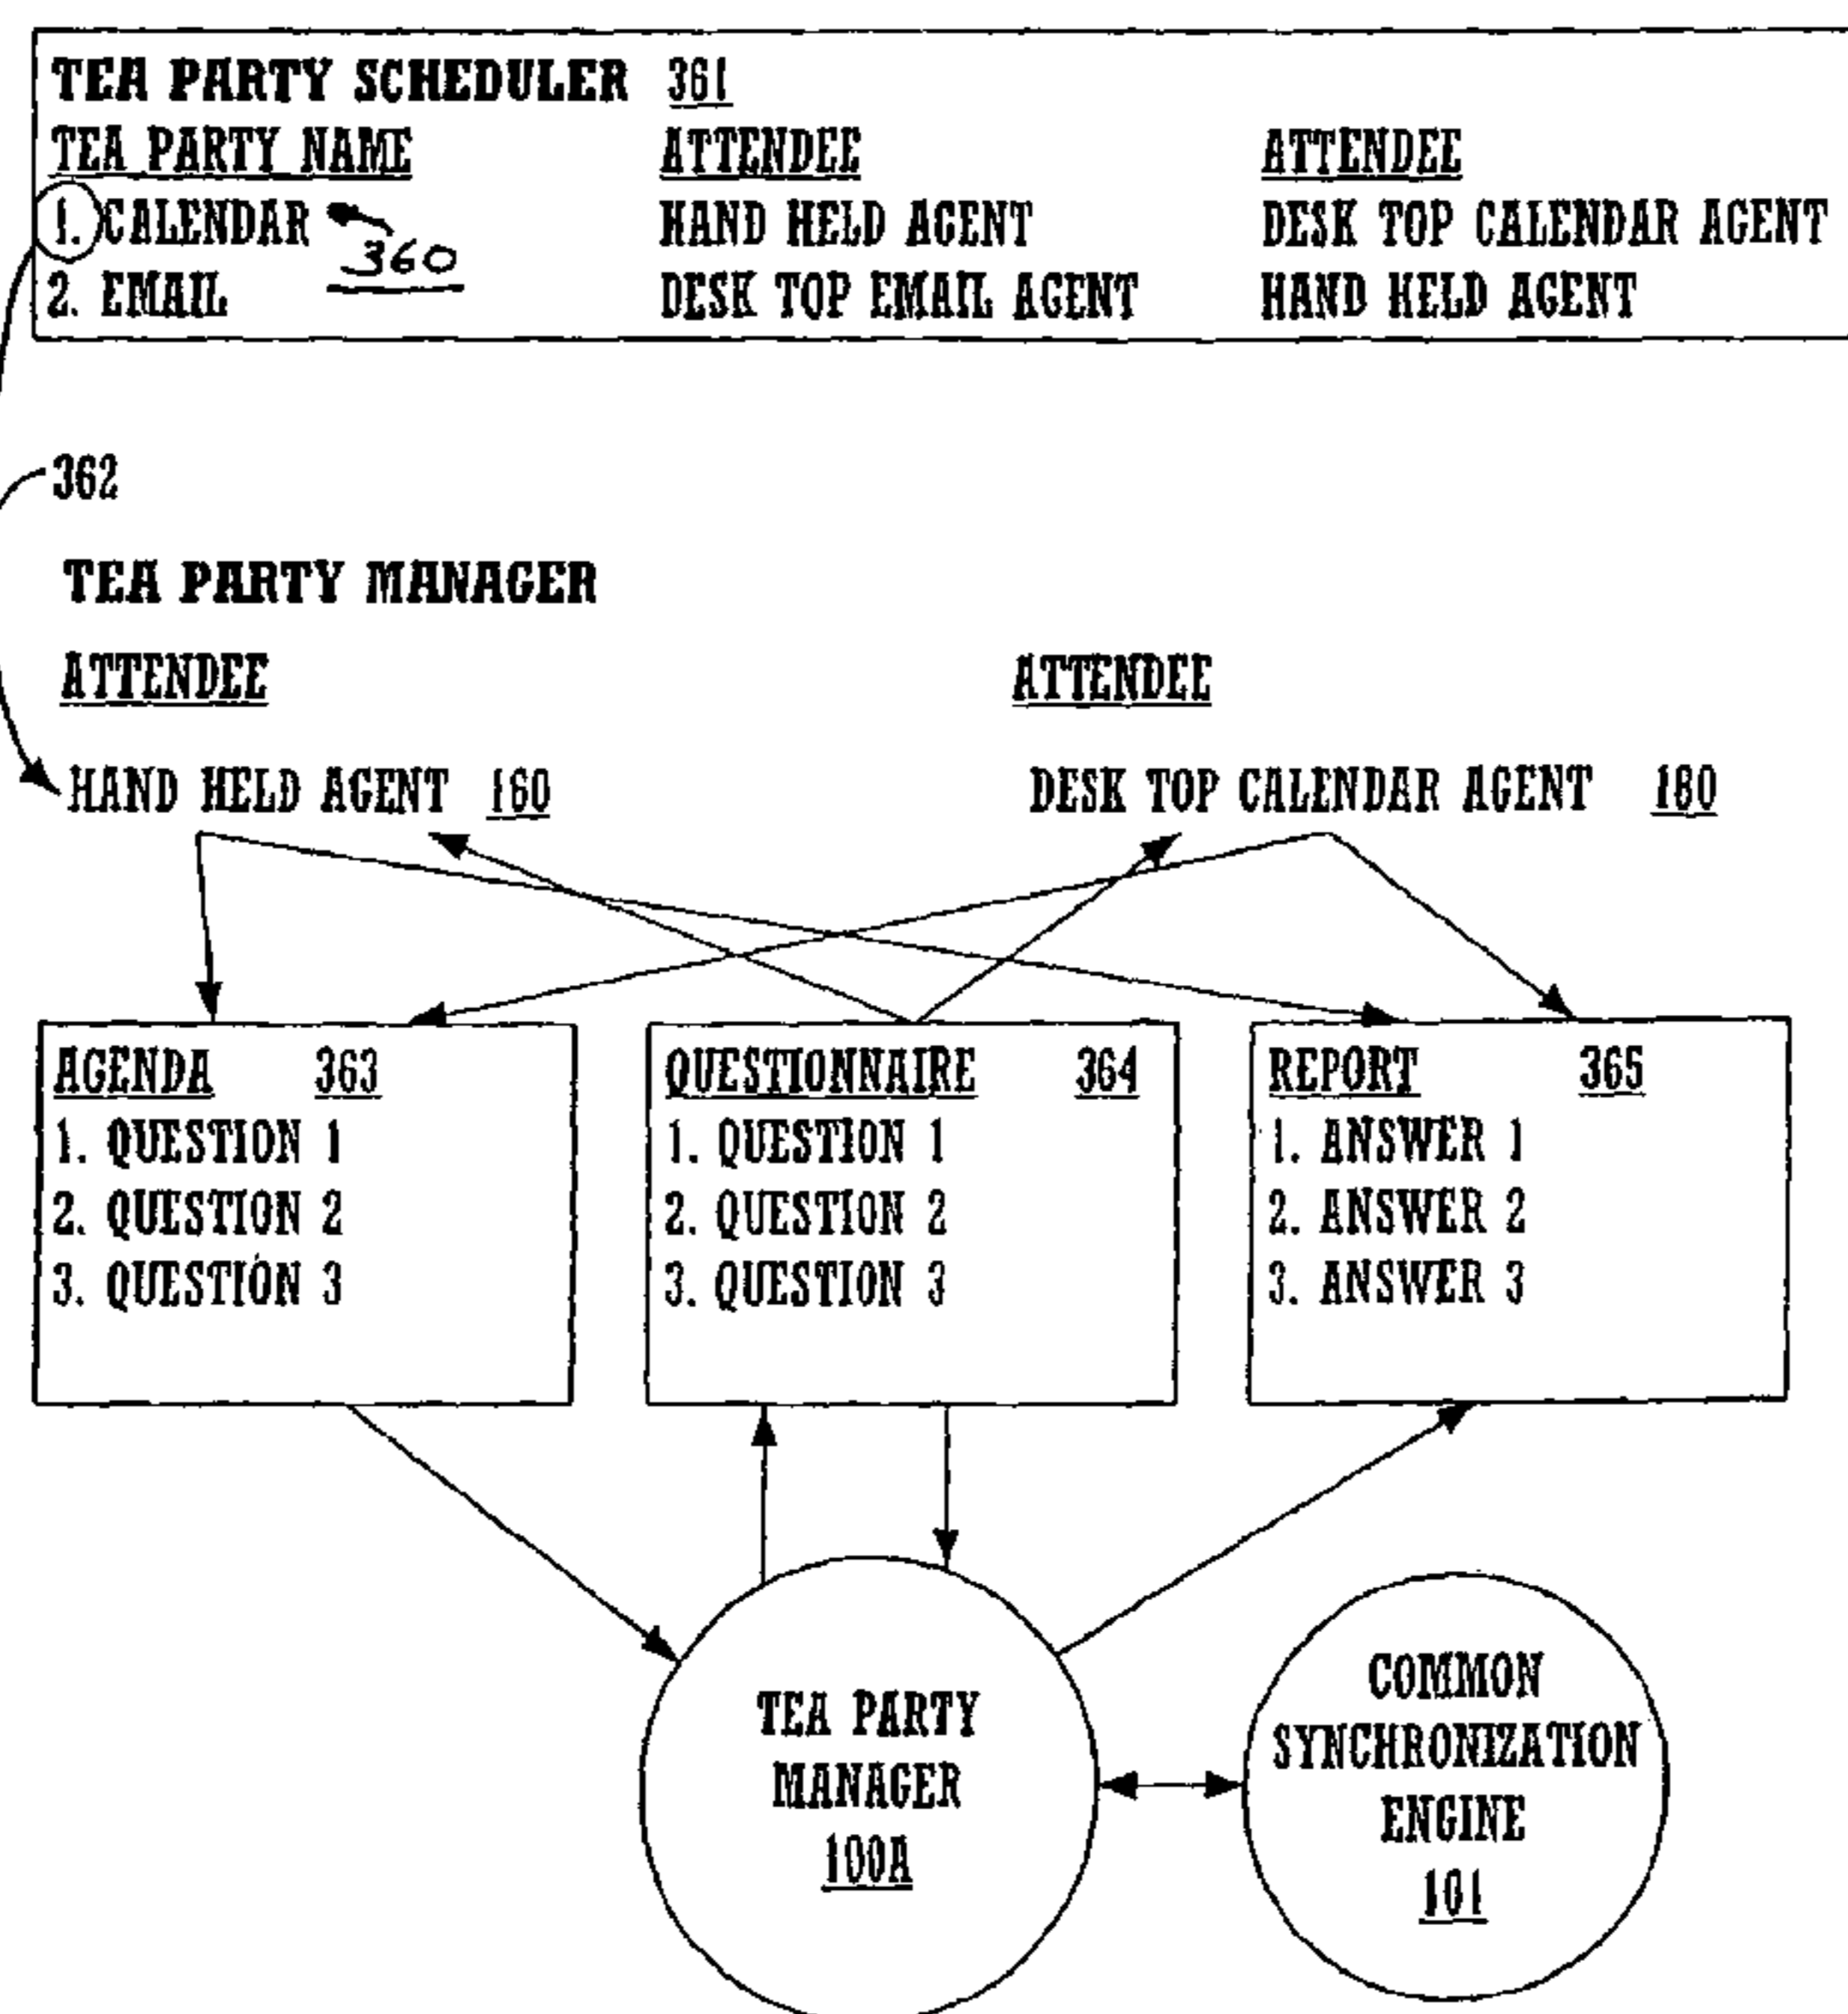 TEA PARTY SCHEDULER 361
TEA PARTY NAME ATTENDEE ATTENDEE
1. CALENDAR 360 HAND HELD AGENT DESK TOP CALENDAR AGENT
2. EMAIL DESK TOP EMAIL AGENT HAND HELD AGENT
362
TEA PARTY MANAGER
ATTENDEE ATTENDEE
HAND HELD AGENT 160 DESK TOP CALENDAR AGENT 180
AGENDA 363
1. QUESTION 1
2. QUESTION 2
3. QUESTION 3
QUESTIONNAIRE 364
1. QUESTION 1
2. QUESTION 2
3. QUESTION 3
REPORT 365
1. ANSWER 1
2. ANSWER 2
3. ANSWER 3
TEA PARTY
MANAGER
100A
COMMON
SYNCHRONIZATION
ENGINE
101